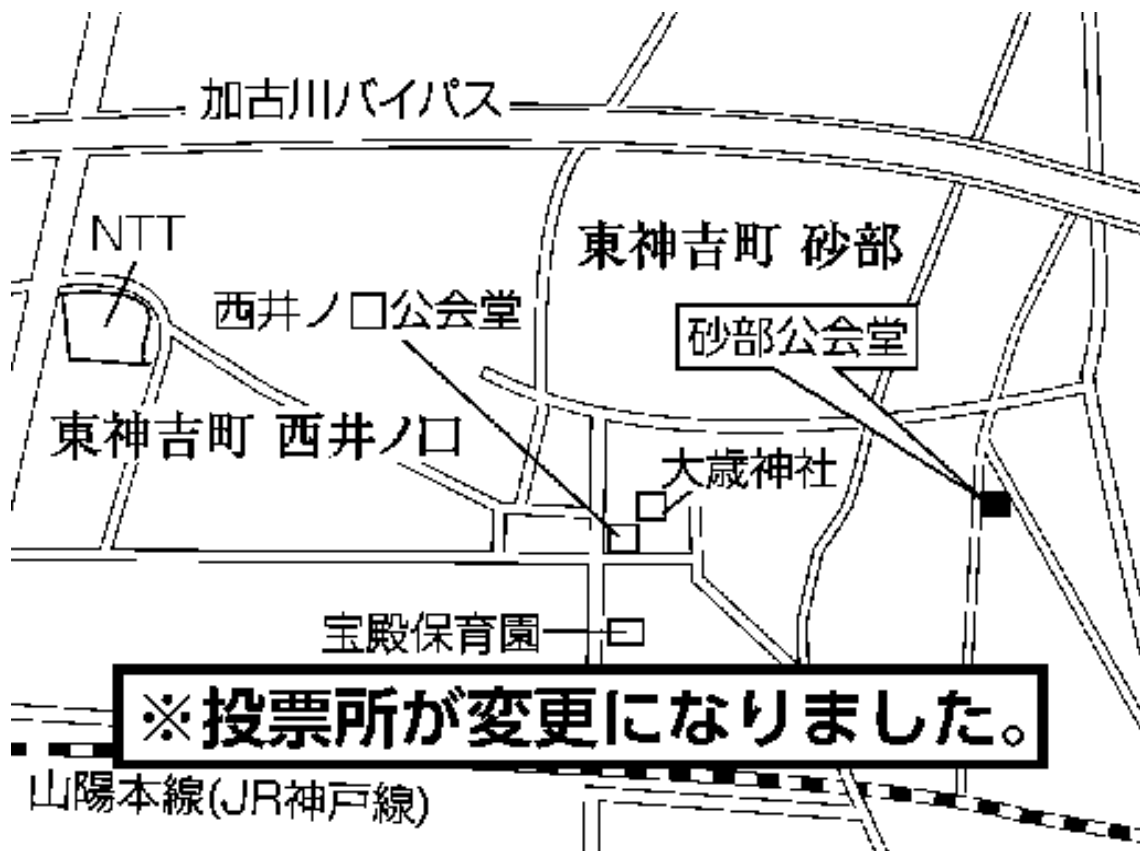 加古川バイパス
NTT
東神吉町 砂部
西井ノ口公会堂
砂部公会堂
東神吉町 西井ノ口
大歳神社
宝殿保育園
※投票所が変更になりました。
山陽本線(JR神戸線)